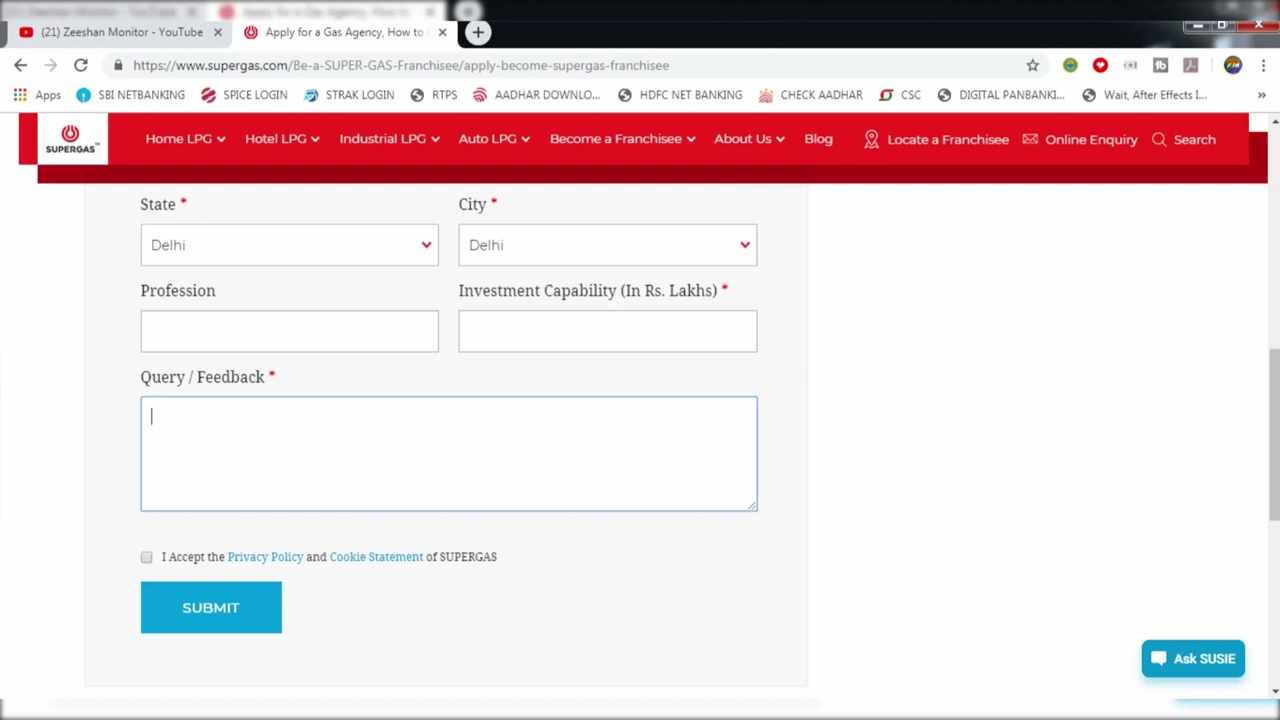 (21) Zeeshan Monitor - YouTube
Apply for a Gas Agency, How to
https://www.supergas.com/Be-a-SUPER-GAS-Franchisee/apply-become-supergas-franchisee
Apps SBI NETBANKING SPICE LOGIN STRAK LOGIN RTPS AADHAR DOWNLO... HDFC NET BANKING CHECK AADHAR CSC DIGITAL PANBANKI... Wait, After Effects I... »
SUPERGAS™
Home LPG Hotel LPG Industrial LPG Auto LPG Become a Franchisee About Us Blog Locate a Franchisee Online Enquiry Search
State * City *
Delhi Delhi
Profession Investment Capability (In Rs. Lakhs) *
Query / Feedback *
I Accept the Privacy Policy and Cookie Statement of SUPERGAS
SUBMIT
Ask SUSIE